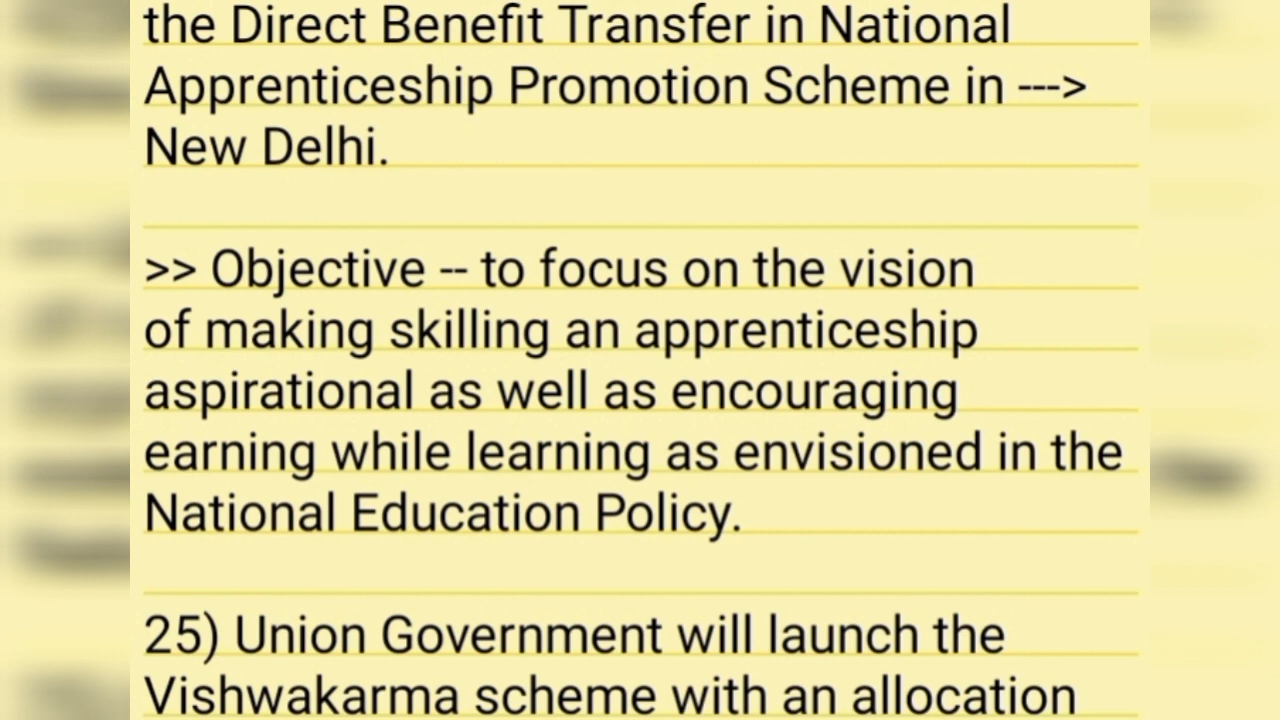 the Direct Benefit Transfer in National
Apprenticeship Promotion Scheme in --->
New Delhi.
>> Objective -- to focus on the vision
of making skilling an apprenticeship
aspirational as well as encouraging
earning while learning as envisioned in the
National Education Policy.
25) Union Government will launch the
Vishwakarma scheme with an allocation